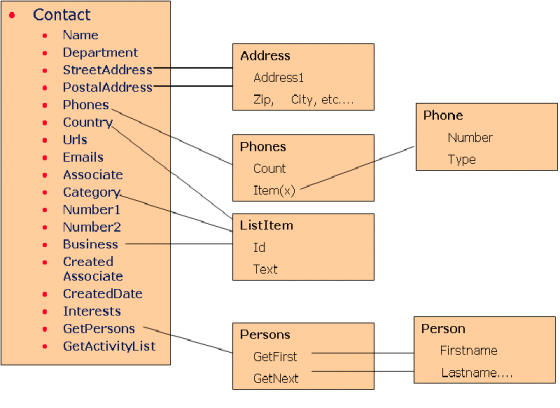 Contact
Name
Department
StreetAddress
PostalAddress
Phones
Country
Urls
Emails
Associate
Category
Number1
Number2
Business
Created
Associate
CreatedDate
Interests
GetPersons
GetActivityList
Address
Address1
Zip, City, etc....
Phones
Count
Item(x)
Phone
Number
Type
ListItem
Id
Text
Persons
GetFirst
GetNext
Person
Firstname
Lastname....